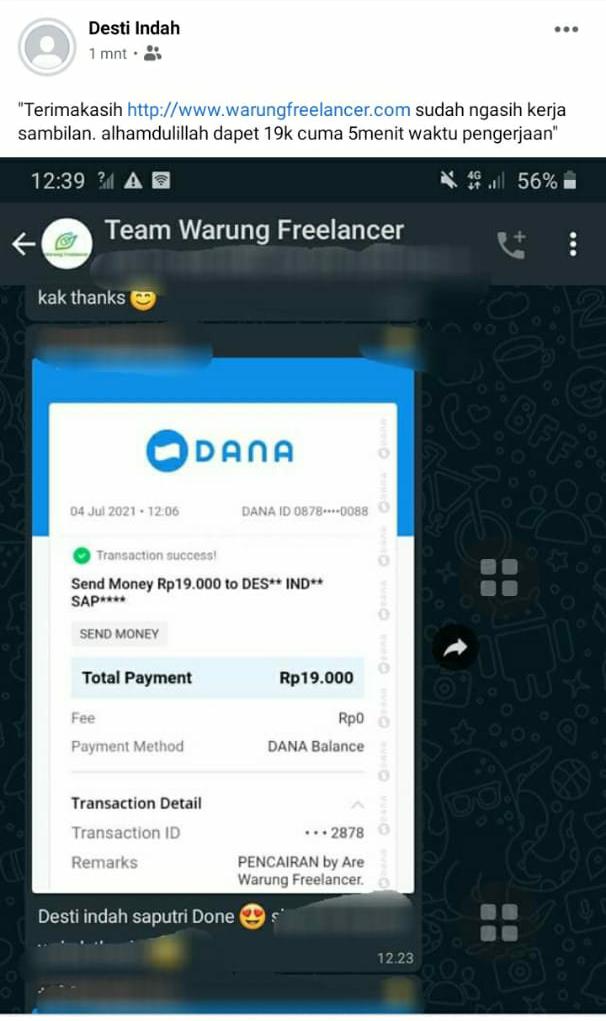 Desti Indah
1 mnt •
"Terimakasih http://www.warungfreelancer.com sudah ngasih kerja
sambilan. alhamdulillah dapet 19k cuma 5menit waktu pengerjaan"
12:39 4G 56%
Team Warung Freelancer
kak thanks 😊
DANA
04 Jul 2021 • 12:06 DANA ID 0878••••0088
Transaction success!
Send Money Rp19.000 to DES** IND**
SAP****
SEND MONEY
Total Payment Rp19.000
Fee Rp0
Payment Method DANA Balance
Transaction Detail
Transaction ID •••2878
Remarks PENCAIRAN by Are
Warung Freelancer.
Desti indah saputri Done 😍
12.23